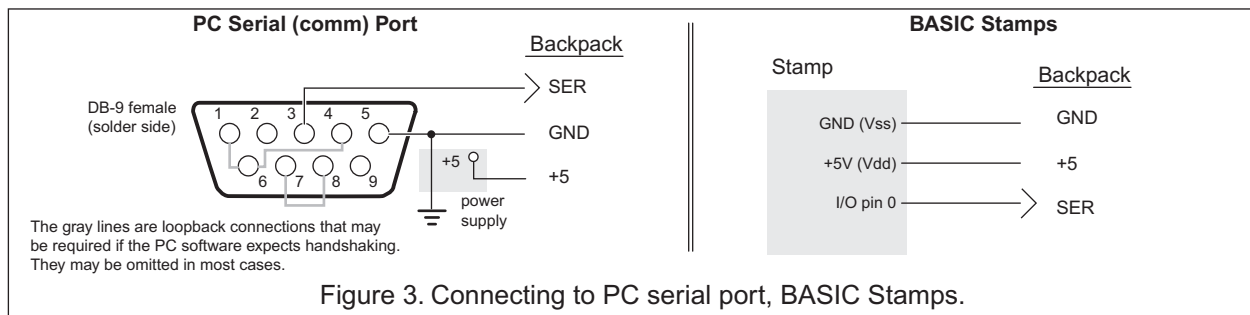 PC Serial (comm) Port
Backpack
SER
DB-9 female
(solder side)
1 2 3 4 5
GND
6 7 8 9
+5
+5
power
supply
The gray lines are loopback connections that may
be required if the PC software expects handshaking.
They may be omitted in most cases.
BASIC Stamps
Stamp
Backpack
GND (Vss)
GND
+5V (Vdd)
+5
I/O pin 0
SER
Figure 3. Connecting to PC serial port, BASIC Stamps.